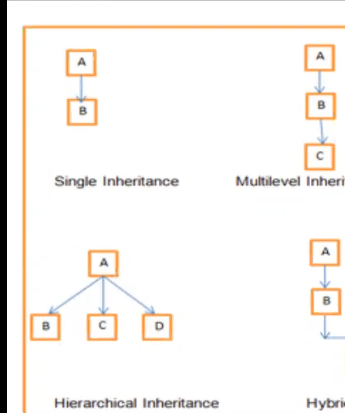 A
B
Single Inheritance
A
B
C
Multilevel Inheri
A
B C D
Hierarchical Inheritance
A
B
Hybri